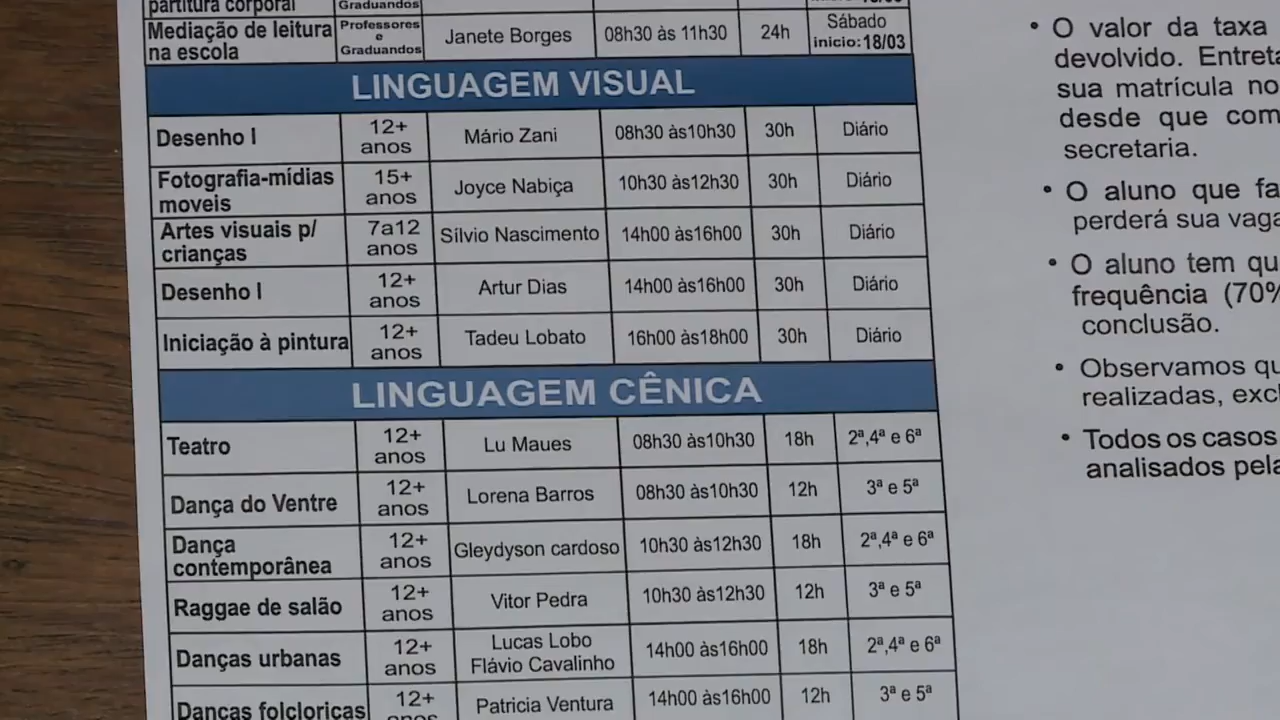 partitura corporal Graduandos
Mediação de leitura na escola Professores e Graduandos Janete Borges 08h30 às 11h30 24h Sábado inicio:18/03
LINGUAGEM VISUAL
Desenho I 12+ anos Mário Zani 08h30 às10h30 30h Diário
Fotografia-mídias moveis 15+ anos Joyce Nabiça 10h30 às12h30 30h Diário
Artes visuais p/ crianças 7a12 anos Sílvio Nascimento 14h00 às16h00 30h Diário
Desenho I 12+ anos Artur Dias 14h00 às16h00 30h Diário
Iniciação à pintura 12+ anos Tadeu Lobato 16h00 às18h00 30h Diário
LINGUAGEM CÊNICA
Teatro 12+ anos Lu Maues 08h30 às10h30 18h 2ª,4ª e 6ª
Dança do Ventre 12+ anos Lorena Barros 08h30 às10h30 12h 3ª e 5ª
Dança contemporânea 12+ anos Gleydyson cardoso 10h30 às12h30 18h 2ª,4ª e 6ª
Raggae de salão 12+ anos Vitor Pedra 10h30 às12h30 12h 3ª e 5ª
Danças urbanas 12+ anos Lucas Lobo Flávio Cavalinho 14h00 às16h00 18h 2ª,4ª e 6ª
Danças folcloricas 12+ anos Patricia Ventura 14h00 às16h00 12h 3ª e 5ª
• O valor da taxa
devolvido. Entret
sua matrícula no
desde que com
secretaria.
• O aluno que fa
perderá sua vaga
• O aluno tem qu
frequência (70%
conclusão.
• Observamos qu
realizadas, exc
• Todos os casos
analisados pela